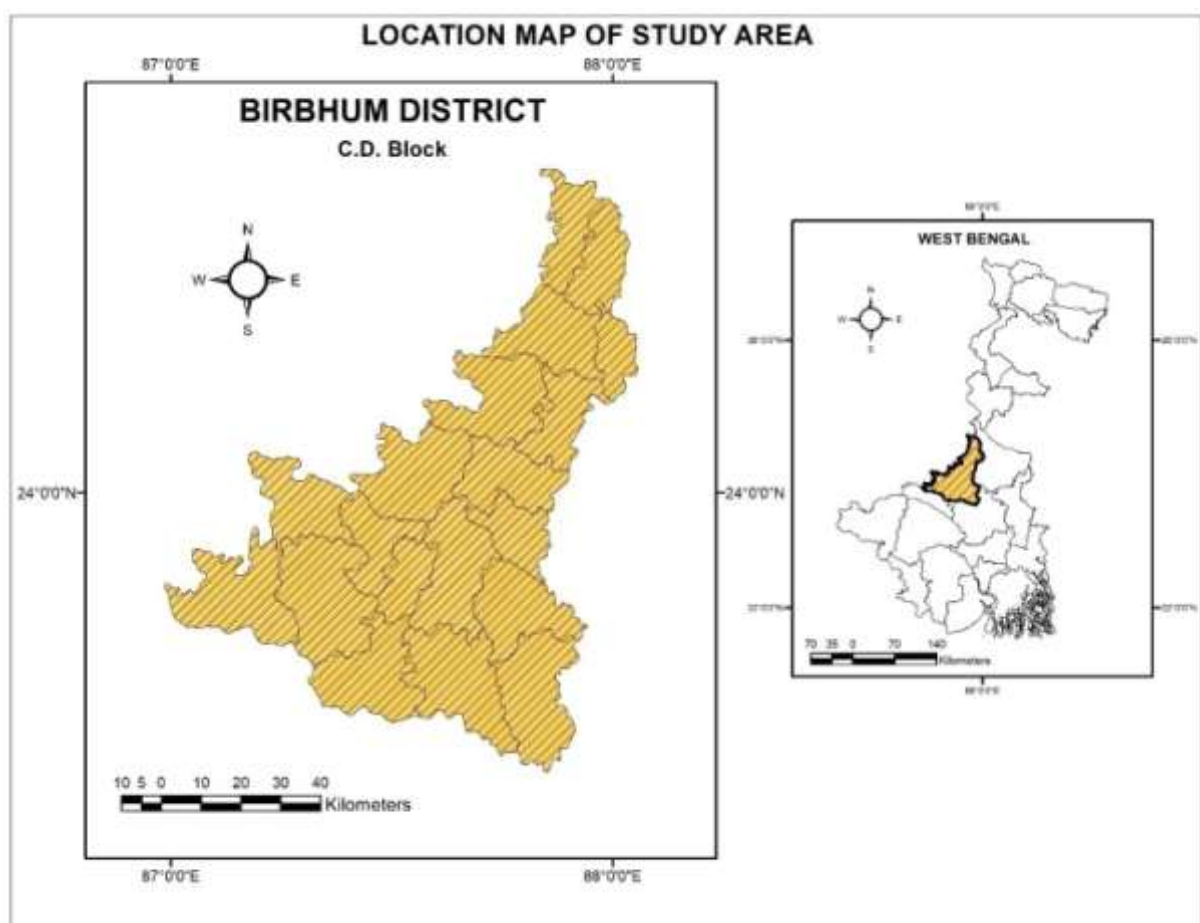 LOCATION MAP OF STUDY AREA
87°0'0"E 88°0'0"E
BIRBHUM DISTRICT
C.D. Block
N
W E
S
24°0'0"N 24°0'0"N
10 5 0 10 20 30 40
Kilometers
87°0'0"E 88°0'0"E
WEST BENGAL
N
W E
S
70 35 0 70 140
Kilometers